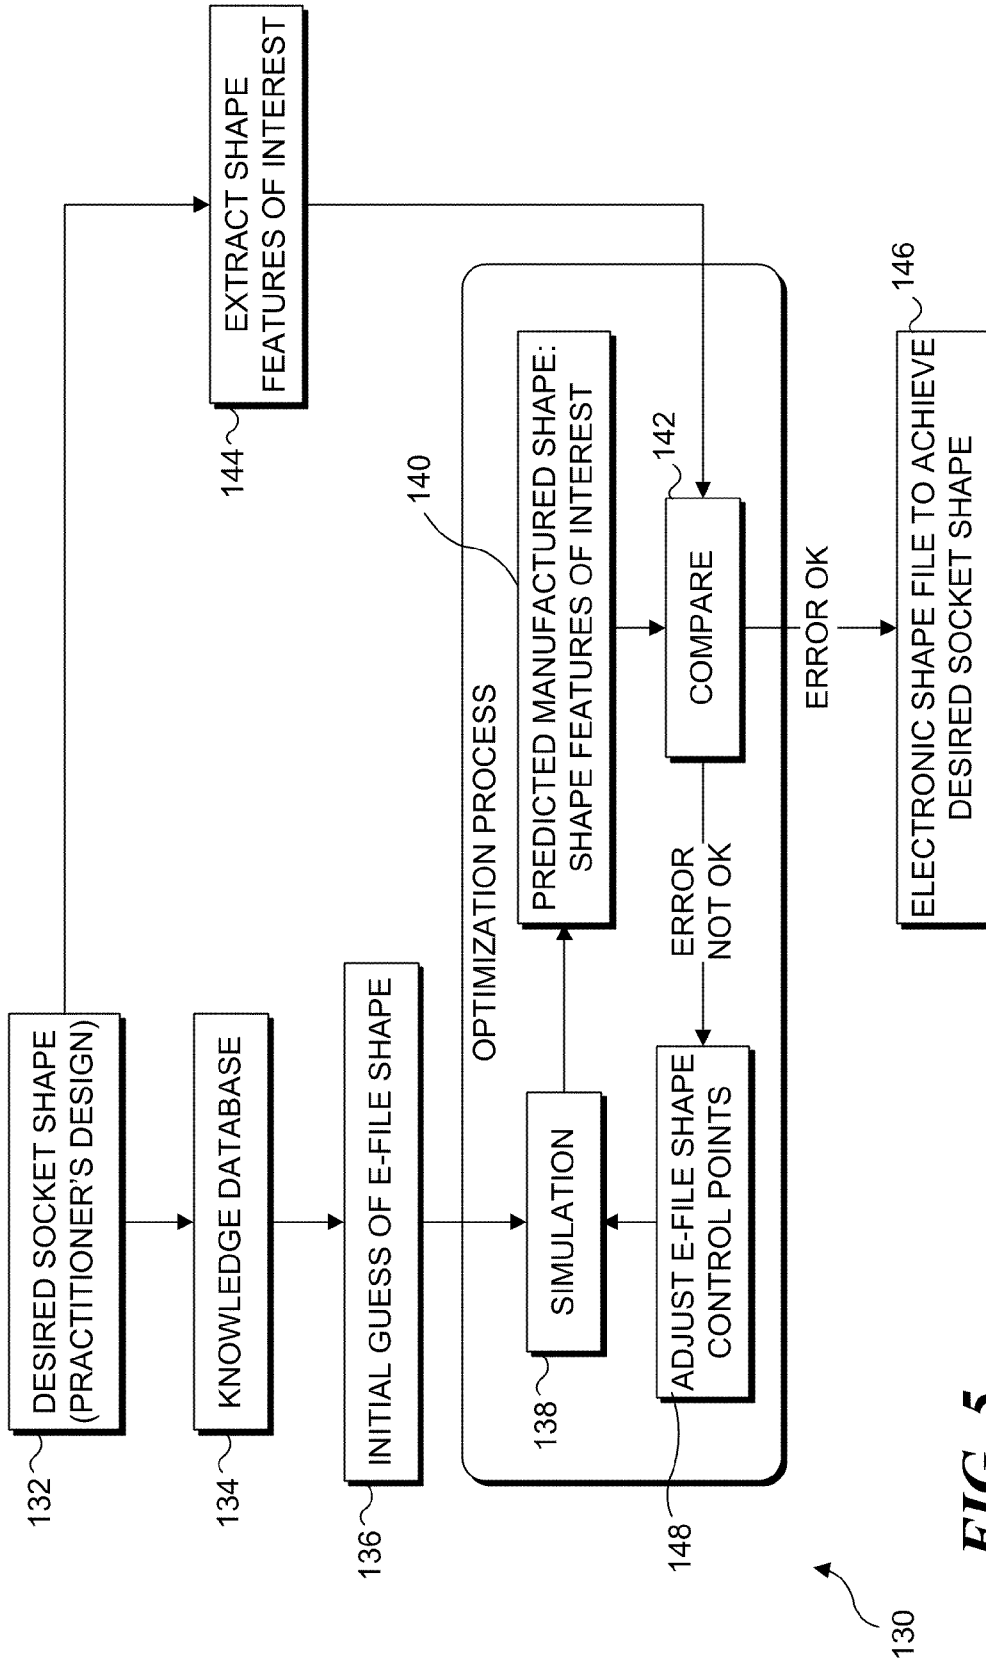 132
DESIRED SOCKET SHAPE
(PRACTITIONER'S DESIGN)
134
KNOWLEDGE DATABASE
144
EXTRACT SHAPE
FEATURES OF INTEREST
136
INITIAL GUESS OF E-FILE SHAPE
OPTIMIZATION PROCESS
140
138
SIMULATION
PREDICTED MANUFACTURED SHAPE:
SHAPE FEATURES OF INTEREST
148
ADJUST E-FILE SHAPE
CONTROL POINTS
ERROR
NOT OK
COMPARE
142
ERROR OK
146
ELECTRONIC SHAPE FILE TO ACHIEVE
DESIRED SOCKET SHAPE
130
FIG. 5